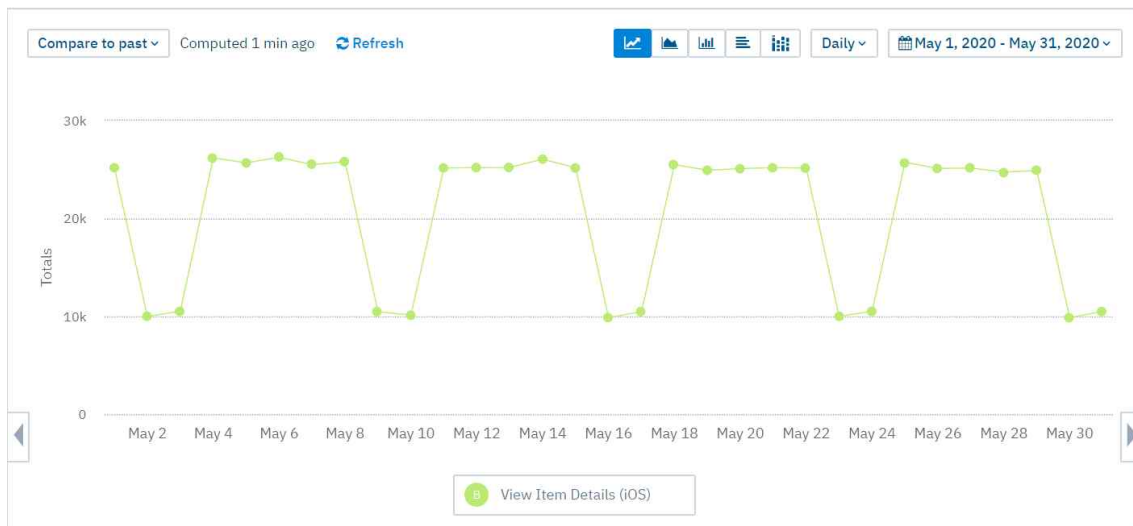 Compare to past Computed 1 min ago Refresh Daily May 1, 2020 - May 31, 2020
30k
20k
10k
0
Totals
May 2 May 4 May 6 May 8 May 10 May 12 May 14 May 16 May 18 May 20 May 22 May 24 May 26 May 28 May 30
B View Item Details (iOS)